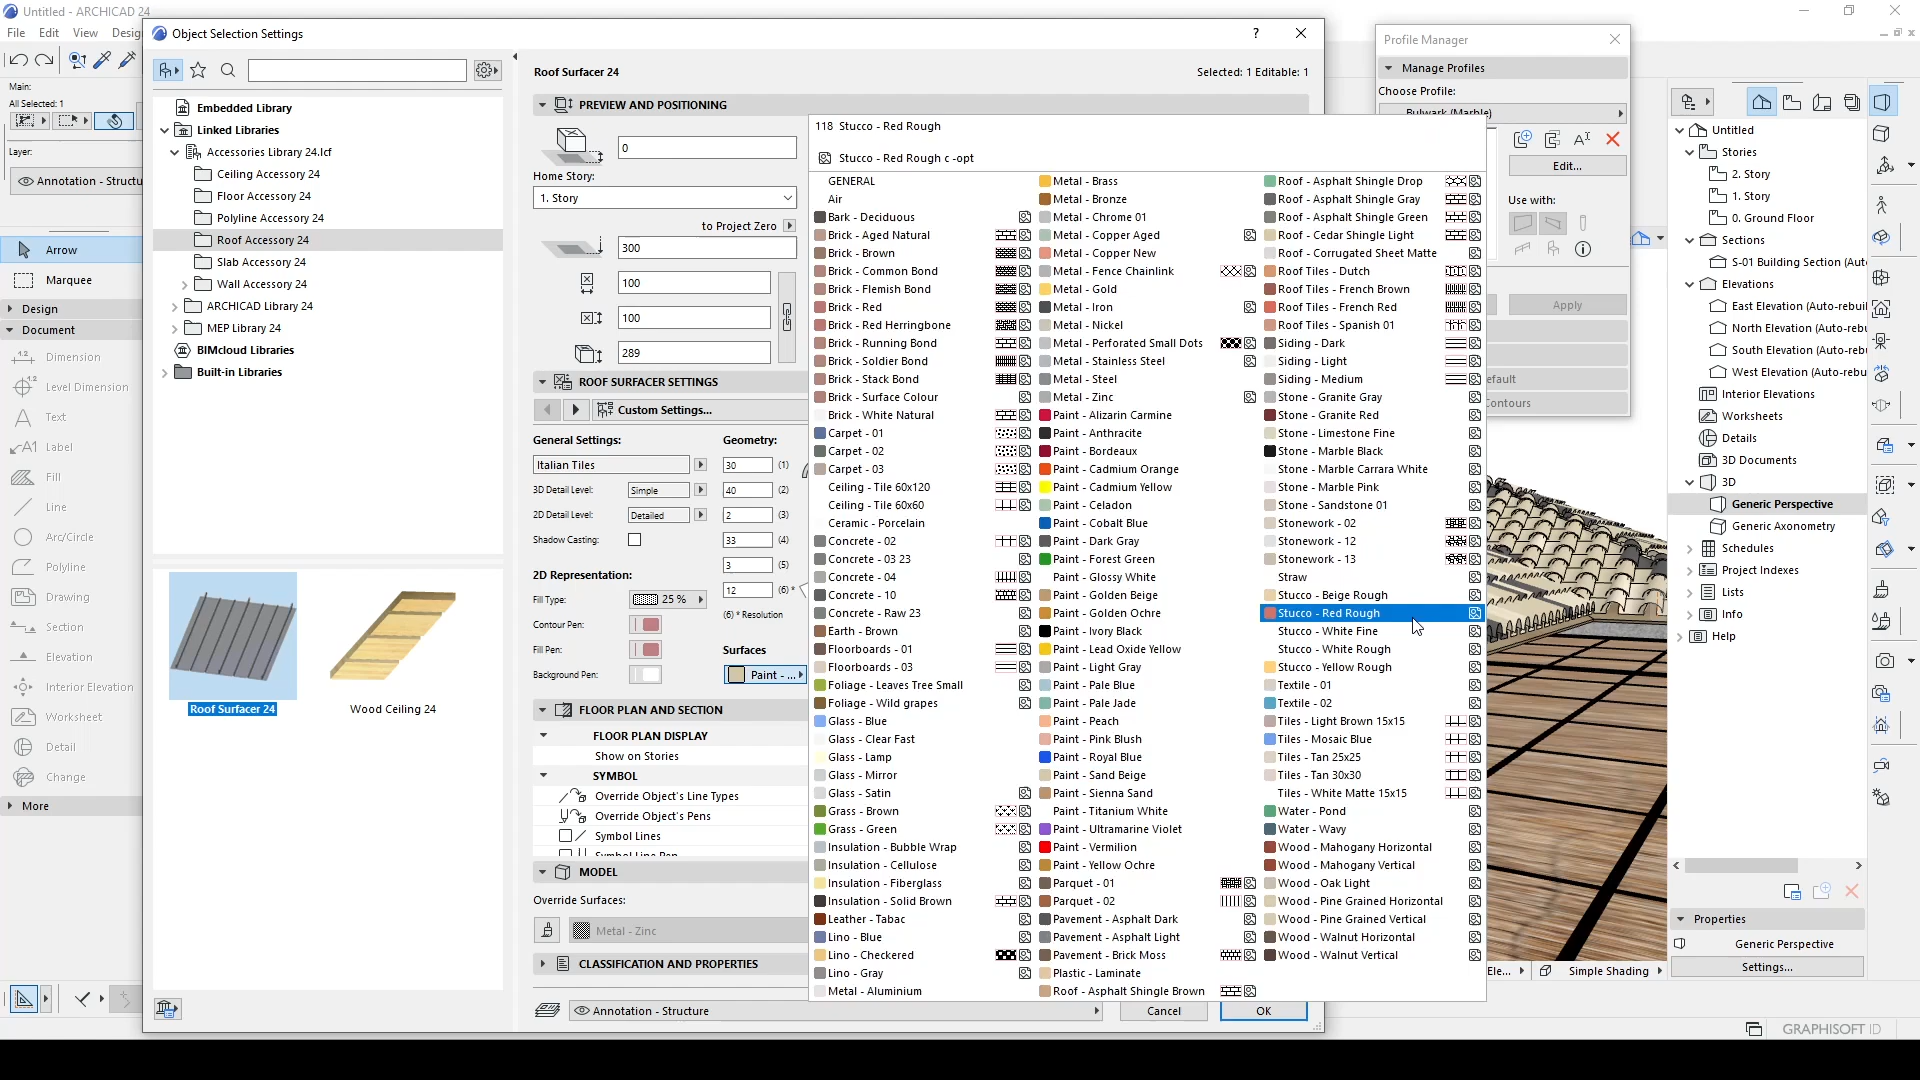 Untitled - ARCHICAD 24
File Edit View Desig
Main:
All Selected: 1
Layer:
Annotation - Structu
Arrow
Marquee
Design
Document
Dimension
Level Dimension
Text
Label
Fill
Line
Arc/Circle
Polyline
Drawing
Section
Elevation
Interior Elevation
Worksheet
Detail
Change
More
Object Selection Settings
?
Embedded Library
Linked Libraries
Accessories Library 24.lcf
Ceiling Accessory 24
Floor Accessory 24
Polyline Accessory 24
Roof Accessory 24
Slab Accessory 24
Wall Accessory 24
ARCHICAD Library 24
MEP Library 24
BIMcloud Libraries
Built-in Libraries
Roof Surfacer 24
Wood Ceiling 24
Roof Surfacer 24
Selected: 1 Editable: 1
PREVIEW AND POSITIONING
0
Home Story:
1. Story
to Project Zero
300
100
100
289
ROOF SURFACER SETTINGS
Custom Settings...
General Settings:
Geometry:
Italian Tiles
30 (1)
3D Detail Level: Simple
40 (2)
2D Detail Level: Detailed
2 (3)
Shadow Casting:
33 (4)
3 (5)
2D Representation:
12 (6) *
Fill Type: 25 %
(6) * Resolution
Contour Pen:
Fill Pen:
Surfaces
Background Pen:
Paint - ...
FLOOR PLAN AND SECTION
FLOOR PLAN DISPLAY
Show on Stories
SYMBOL
Override Object's Line Types
Override Object's Pens
Symbol Lines
Symbol Line Pen
MODEL
Override Surfaces:
Metal - Zinc
CLASSIFICATION AND PROPERTIES
Annotation - Structure
Cancel
OK
118 Stucco - Red Rough
Stucco - Red Rough c -opt
GENERAL
Air
Bark - Deciduous
Brick - Aged Natural
Brick - Brown
Brick - Common Bond
Brick - Flemish Bond
Brick - Red
Brick - Red Herringbone
Brick - Running Bond
Brick - Soldier Bond
Brick - Stack Bond
Brick - Surface Colour
Brick - White Natural
Carpet - 01
Carpet - 02
Carpet - 03
Ceiling - Tile 60x120
Ceiling - Tile 60x60
Ceramic - Porcelain
Concrete - 02
Concrete - 03 23
Concrete - 04
Concrete - 10
Concrete - Raw 23
Earth - Brown
Floorboards - 01
Floorboards - 03
Foliage - Leaves Tree Small
Foliage - Wild grapes
Glass - Blue
Glass - Clear Fast
Glass - Lamp
Glass - Mirror
Glass - Satin
Grass - Brown
Grass - Green
Insulation - Bubble Wrap
Insulation - Cellulose
Insulation - Fiberglass
Insulation - Solid Brown
Leather - Tabac
Lino - Blue
Lino - Checkered
Lino - Gray
Metal - Aluminium
Metal - Brass
Metal - Bronze
Metal - Chrome 01
Metal - Copper Aged
Metal - Copper New
Metal - Fence Chainlink
Metal - Gold
Metal - Iron
Metal - Nickel
Metal - Perforated Small Dots
Metal - Stainless Steel
Metal - Steel
Metal - Zinc
Paint - Alizarin Carmine
Paint - Anthracite
Paint - Bordeaux
Paint - Cadmium Orange
Paint - Cadmium Yellow
Paint - Celadon
Paint - Cobalt Blue
Paint - Dark Gray
Paint - Forest Green
Paint - Glossy White
Paint - Golden Beige
Paint - Golden Ochre
Paint - Ivory Black
Paint - Lead Oxide Yellow
Paint - Light Gray
Paint - Pale Blue
Paint - Pale Jade
Paint - Peach
Paint - Pink Blush
Paint - Royal Blue
Paint - Sand Beige
Paint - Sienna Sand
Paint - Titanium White
Paint - Ultramarine Violet
Paint - Vermilion
Paint - Yellow Ochre
Parquet - 01
Parquet - 02
Pavement - Asphalt Dark
Pavement - Asphalt Light
Pavement - Brick Moss
Plastic - Laminate
Roof - Asphalt Shingle Brown
Roof - Asphalt Shingle Drop
Roof - Asphalt Shingle Gray
Roof - Asphalt Shingle Green
Roof - Cedar Shingle Light
Roof - Corrugated Sheet Matte
Roof Tiles - Dutch
Roof Tiles - French Brown
Roof Tiles - French Red
Roof Tiles - Spanish 01
Siding - Dark
Siding - Light
Siding - Medium
Stone - Granite Gray
Stone - Granite Red
Stone - Limestone Fine
Stone - Marble Black
Stone - Marble Carrara White
Stone - Marble Pink
Stone - Sandstone 01
Stonework - 02
Stonework - 12
Stonework - 13
Straw
Stucco - Beige Rough
Stucco - Red Rough
Stucco - White Fine
Stucco - White Rough
Stucco - Yellow Rough
Textile - 01
Textile - 02
Tiles - Light Brown 15x15
Tiles - Mosaic Blue
Tiles - Tan 25x25
Tiles - Tan 30x30
Tiles - White Matte 15x15
Water - Pond
Water - Wavy
Wood - Mahogany Horizontal
Wood - Mahogany Vertical
Wood - Oak Light
Wood - Pine Grained Horizontal
Wood - Pine Grained Vertical
Wood - Walnut Horizontal
Wood - Walnut Vertical
Profile Manager
Manage Profiles
Choose Profile:
Bulwark (Marble)
Edit...
Use with:
Apply
efault
Contours
Ele...
Simple Shading
Untitled
Stories
2. Story
1. Story
0. Ground Floor
Sections
S-01 Building Section (Aut
Elevations
East Elevation (Auto-rebuil
North Elevation (Auto-rebu
South Elevation (Auto-rebu
West Elevation (Auto-rebu
Interior Elevations
Worksheets
Details
3D Documents
3D
Generic Perspective
Generic Axonometry
Schedules
Project Indexes
Lists
Info
Help
Properties
Generic Perspective
Settings...
GRAPHISOFT ID